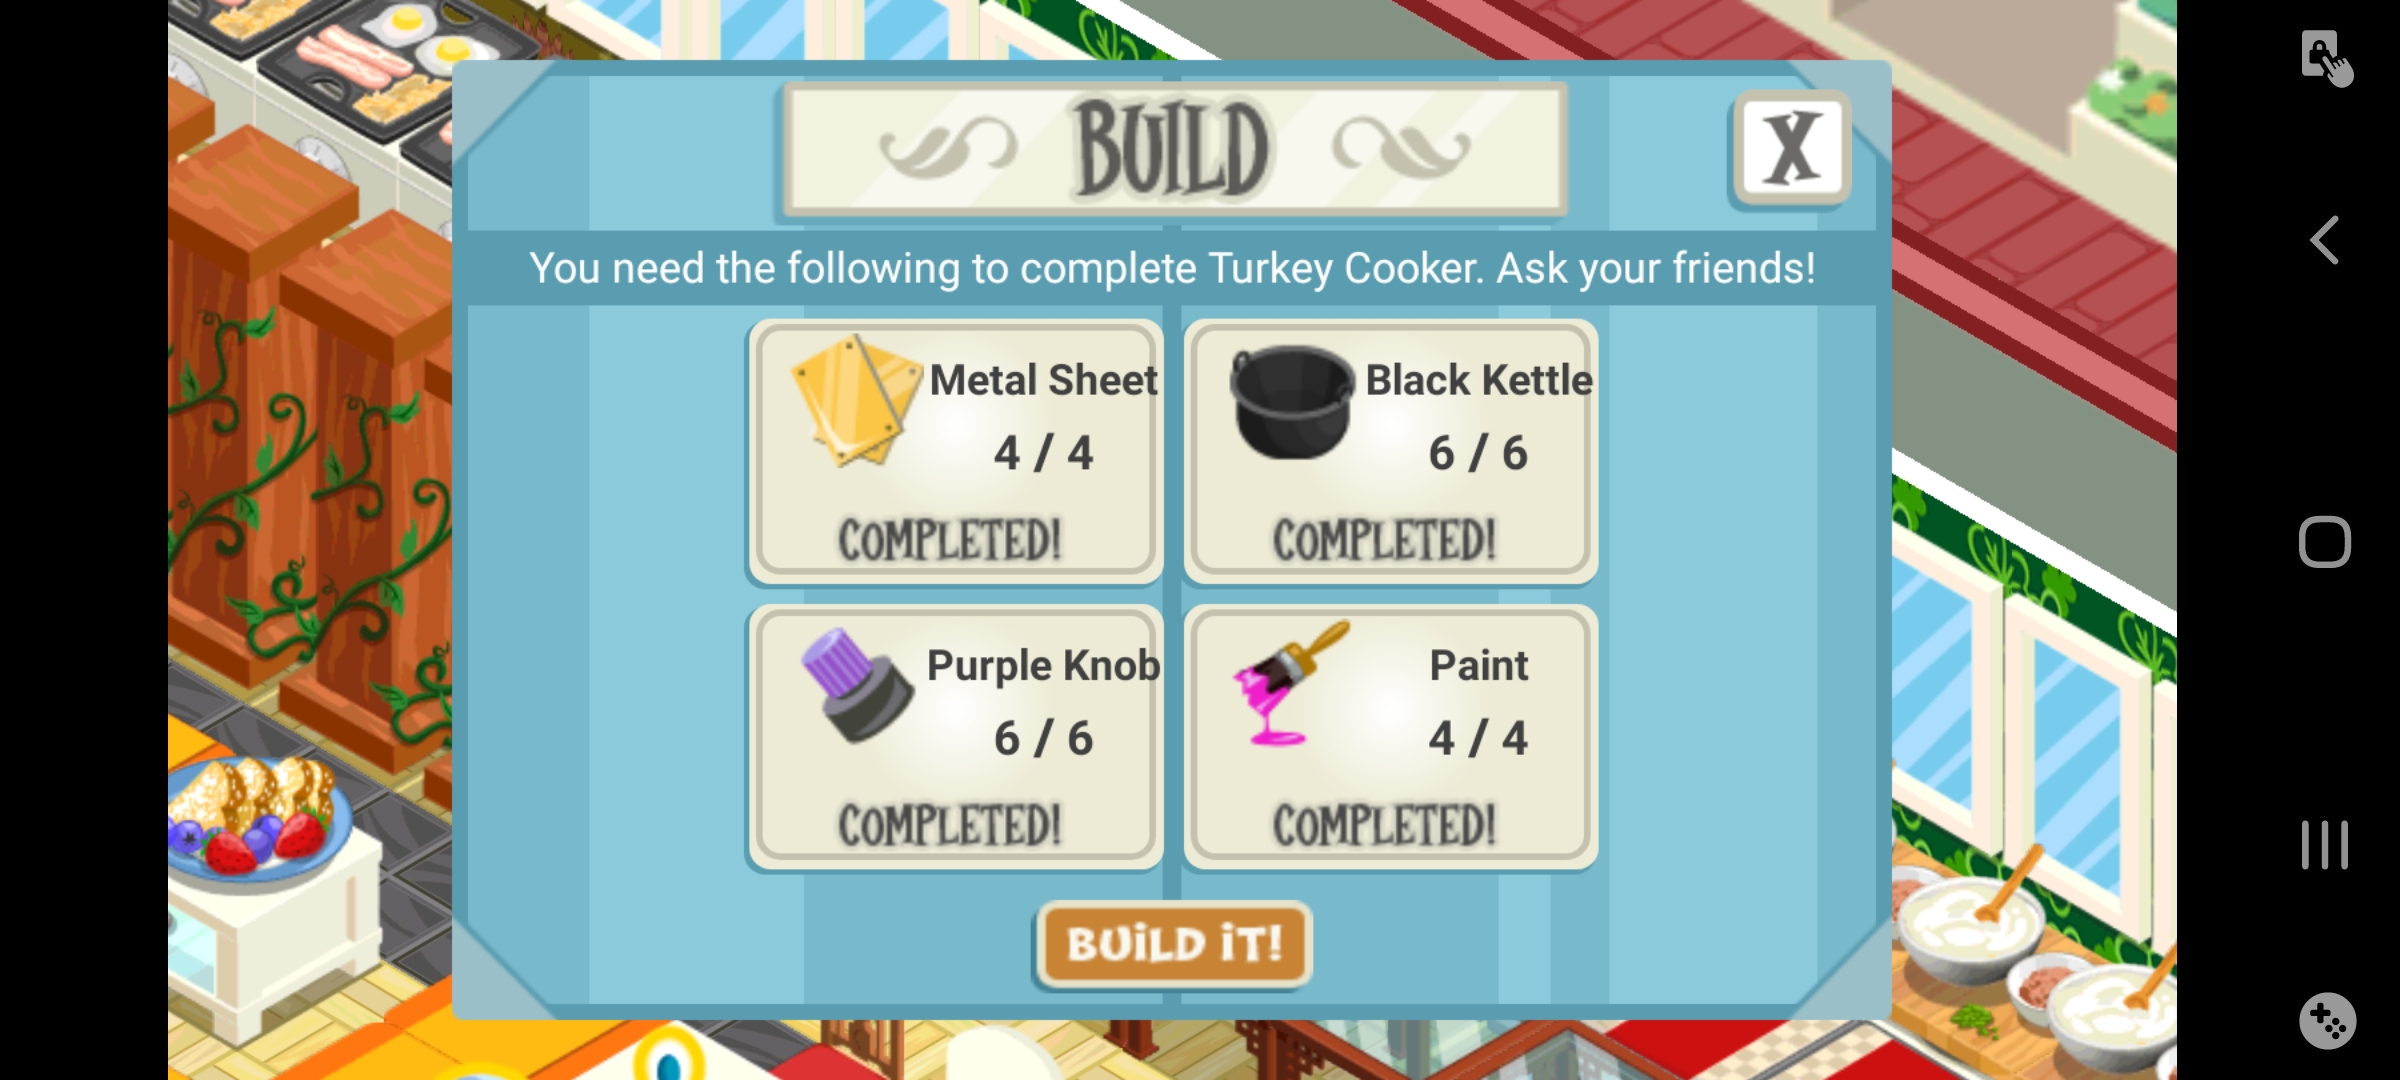 BUILD
X
You need the following to complete Turkey Cooker. Ask your friends!
Metal Sheet
4 / 4
COMPLETED!
Black Kettle
6 / 6
COMPLETED!
Purple Knob
6 / 6
COMPLETED!
Paint
4 / 4
COMPLETED!
BUiLD iT!